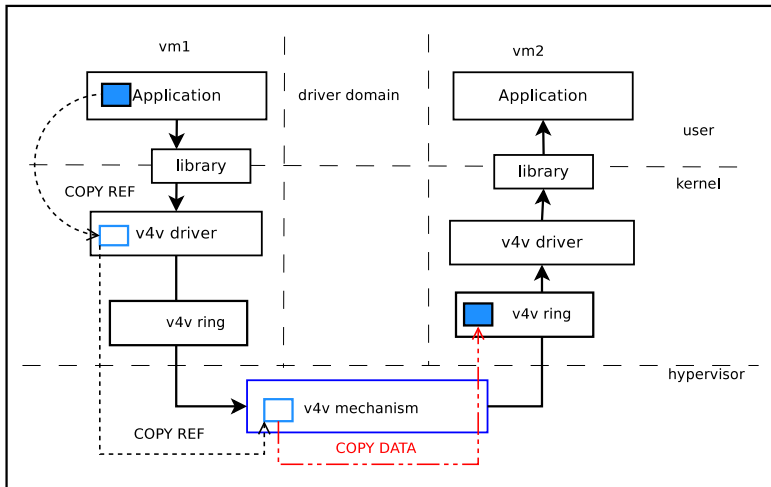 vm1
vm2
Application
driver domain
Application
user
library
library
kernel
COPY REF
v4v driver
v4v driver
v4v ring
v4v ring
hypervisor
v4v mechanism
COPY REF
COPY DATA